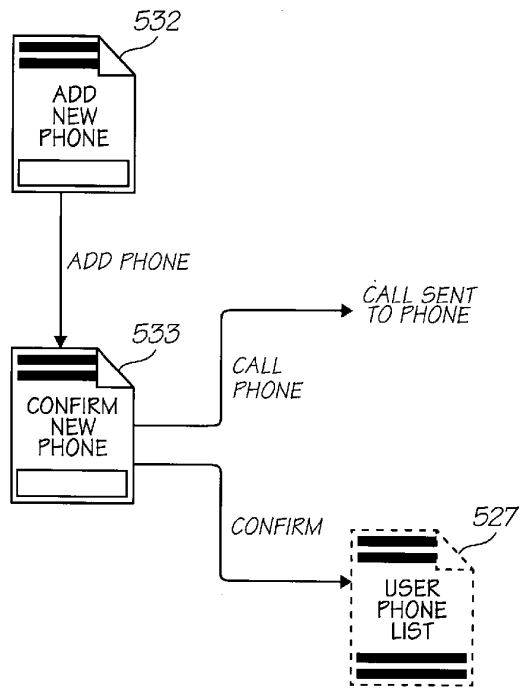 532
ADD
NEW
PHONE
ADD PHONE
533
CONFIRM
NEW
PHONE
CALL SENT
TO PHONE
CALL
PHONE
CONFIRM
527
USER
PHONE
LIST